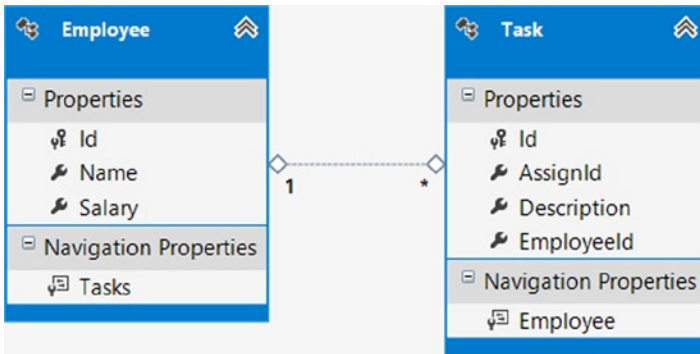 Employee
Properties
Id
Name
Salary
Navigation Properties
Tasks
1
*
Task
Properties
Id
AssignId
Description
EmployeeId
Navigation Properties
Employee